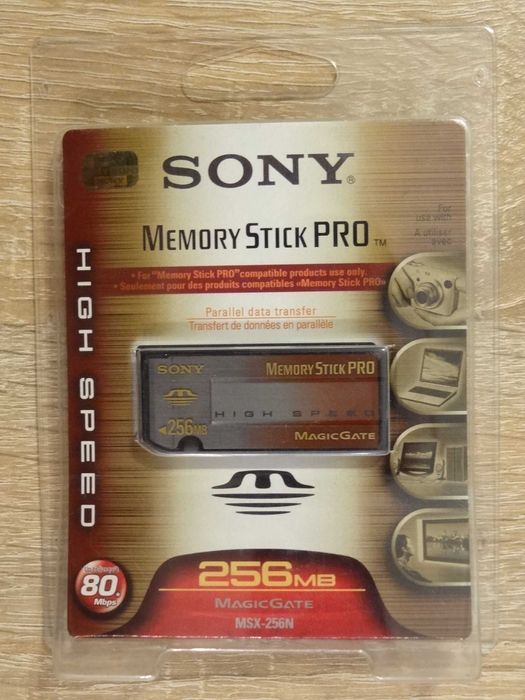 SONY®
MEMORY STICK PRO™
For
use with
A utiliser
avec
• For "Memory Stick PRO" compatible products use only.
• Seulement pour des produits compatibles «Memory Stick PRO»
Parallel data transfer
Transfert de données en parallèle
HIGH SPEED
SONY
MEMORY STICK PRO
HIGH SPEED
◄256MB
MAGICGATE
80
Mbps
256MB
MAGICGATE
MSX-256N